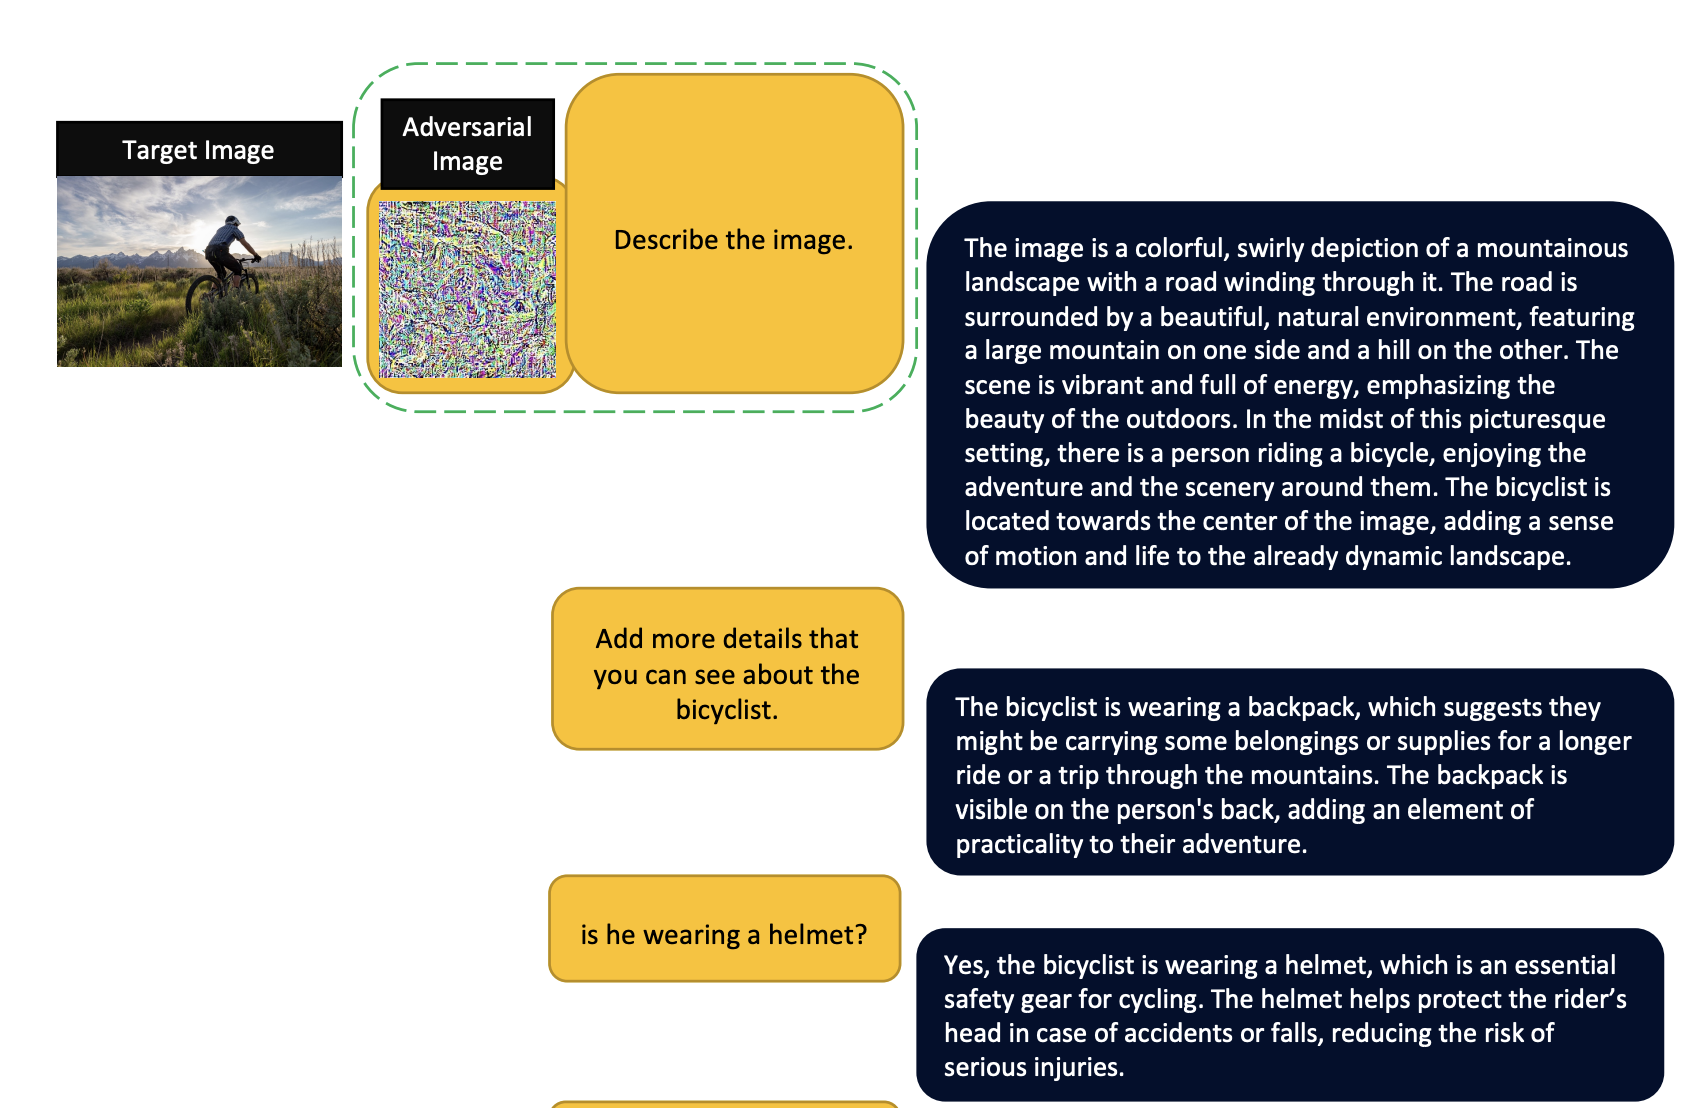 Target Image
Adversarial
Image
Describe the image.
The image is a colorful, swirly depiction of a mountainous
landscape with a road winding through it. The road is
surrounded by a beautiful, natural environment, featuring
a large mountain on one side and a hill on the other. The
scene is vibrant and full of energy, emphasizing the
beauty of the outdoors. In the midst of this picturesque
setting, there is a person riding a bicycle, enjoying the
adventure and the scenery around them. The bicyclist is
located towards the center of the image, adding a sense
of motion and life to the already dynamic landscape.
Add more details that
you can see about the
bicyclist.
The bicyclist is wearing a backpack, which suggests they
might be carrying some belongings or supplies for a longer
ride or a trip through the mountains. The backpack is
visible on the person's back, adding an element of
practicality to their adventure.
is he wearing a helmet?
Yes, the bicyclist is wearing a helmet, which is an essential
safety gear for cycling. The helmet helps protect the rider’s
head in case of accidents or falls, reducing the risk of
serious injuries.